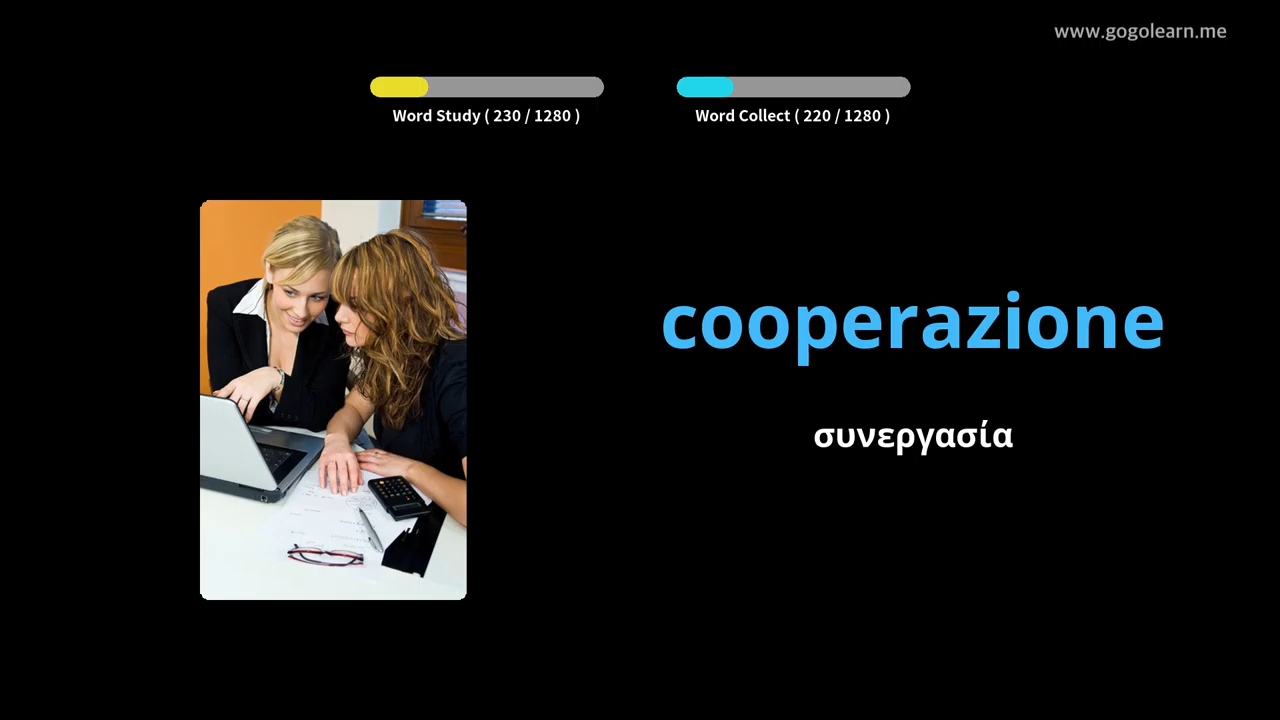 www.gogolearn.me
Word Study ( 230 / 1280 )
Word Collect ( 220 / 1280 )
cooperazione
συνεργασία